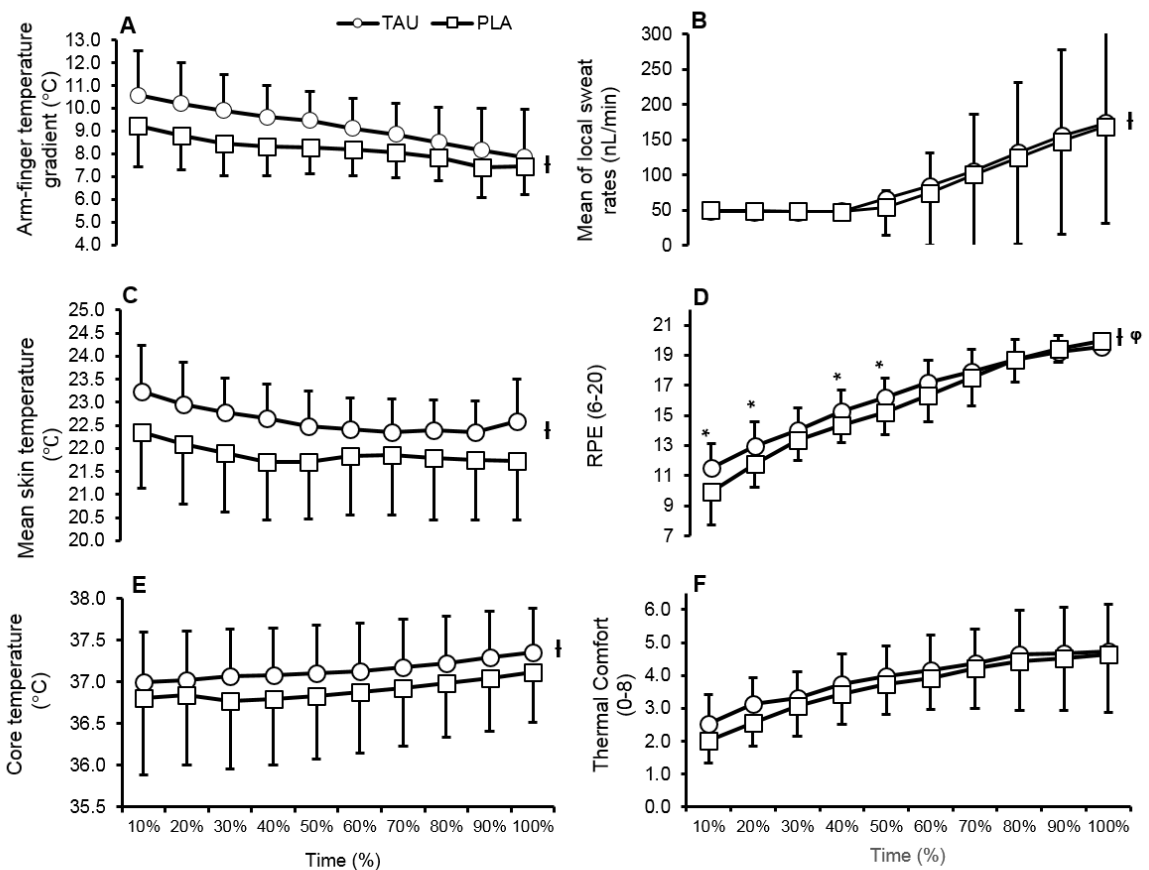 A
TAU PLA
Arm-finger temperature
gradient (°C)
13.0
12.0
11.0
10.0
9.0
8.0
7.0
6.0
5.0
4.0
ƚ
B
Mean of local sweat
rates (nL/min)
300
250
200
150
100
50
0
ƚ
C
Mean skin temperature
(°C)
25.0
24.5
24.0
23.5
23.0
22.5
22.0
21.5
21.0
20.5
20.0
ƚ
D
RPE (6-20)
21
19
17
15
13
11
9
7
* * * *
ƚ φ
E
Core temperature
(°C)
38.0
37.5
37.0
36.5
36.0
35.5
ƚ
10% 20% 30% 40% 50% 60% 70% 80% 90% 100%
Time (%)
F
Thermal Comfort
(0-8)
6.0
5.0
4.0
3.0
2.0
1.0
0.0
10% 20% 30% 40% 50% 60% 70% 80% 90% 100%
Time (%)